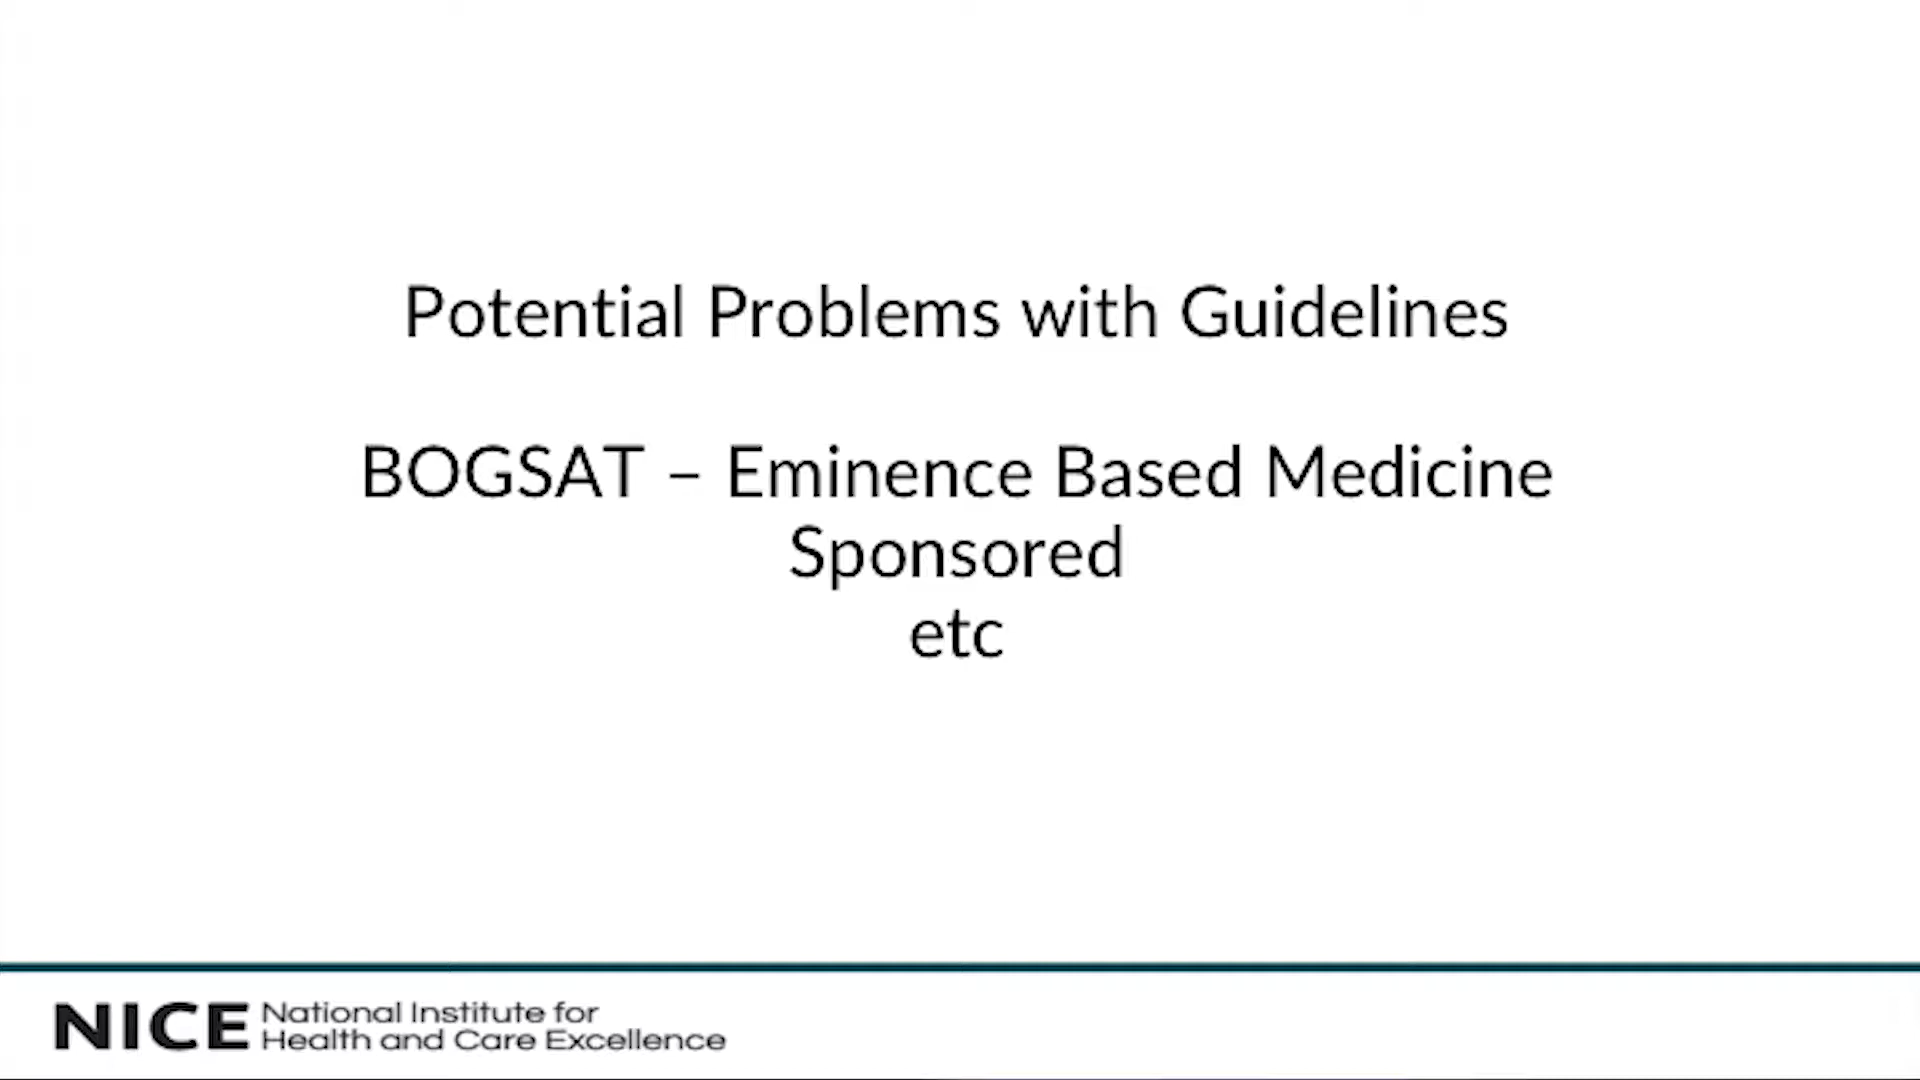 Potential Problems with Guidelines
BOGSAT – Eminence Based Medicine
Sponsored
etc
NICE National Institute for
Health and Care Excellence